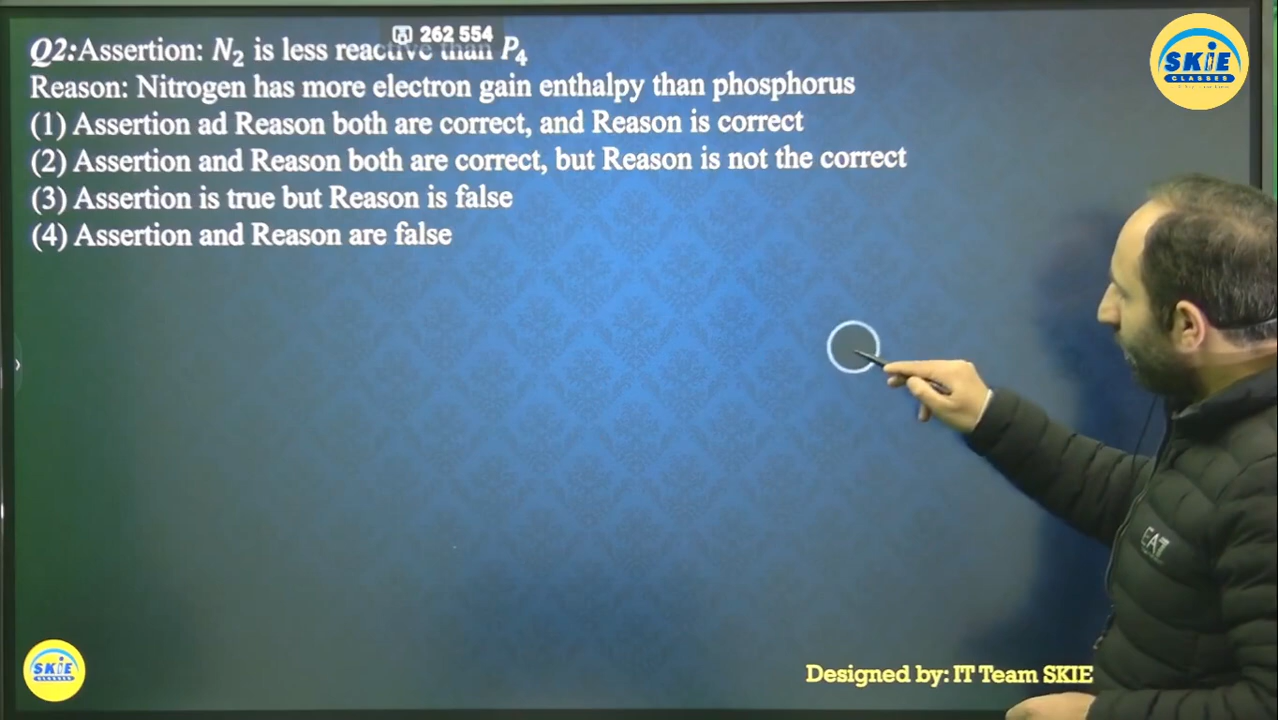 262 554
Q2:Assertion: N₂ is less reactive than P₄
Reason: Nitrogen has more electron gain enthalpy than phosphorus
(1) Assertion ad Reason both are correct, and Reason is correct
(2) Assertion and Reason both are correct, but Reason is not the correct
(3) Assertion is true but Reason is false
(4) Assertion and Reason are false
SKiE
CLASSES
EA7
SKiE
CLASSES
Designed by: IT Team SKIE